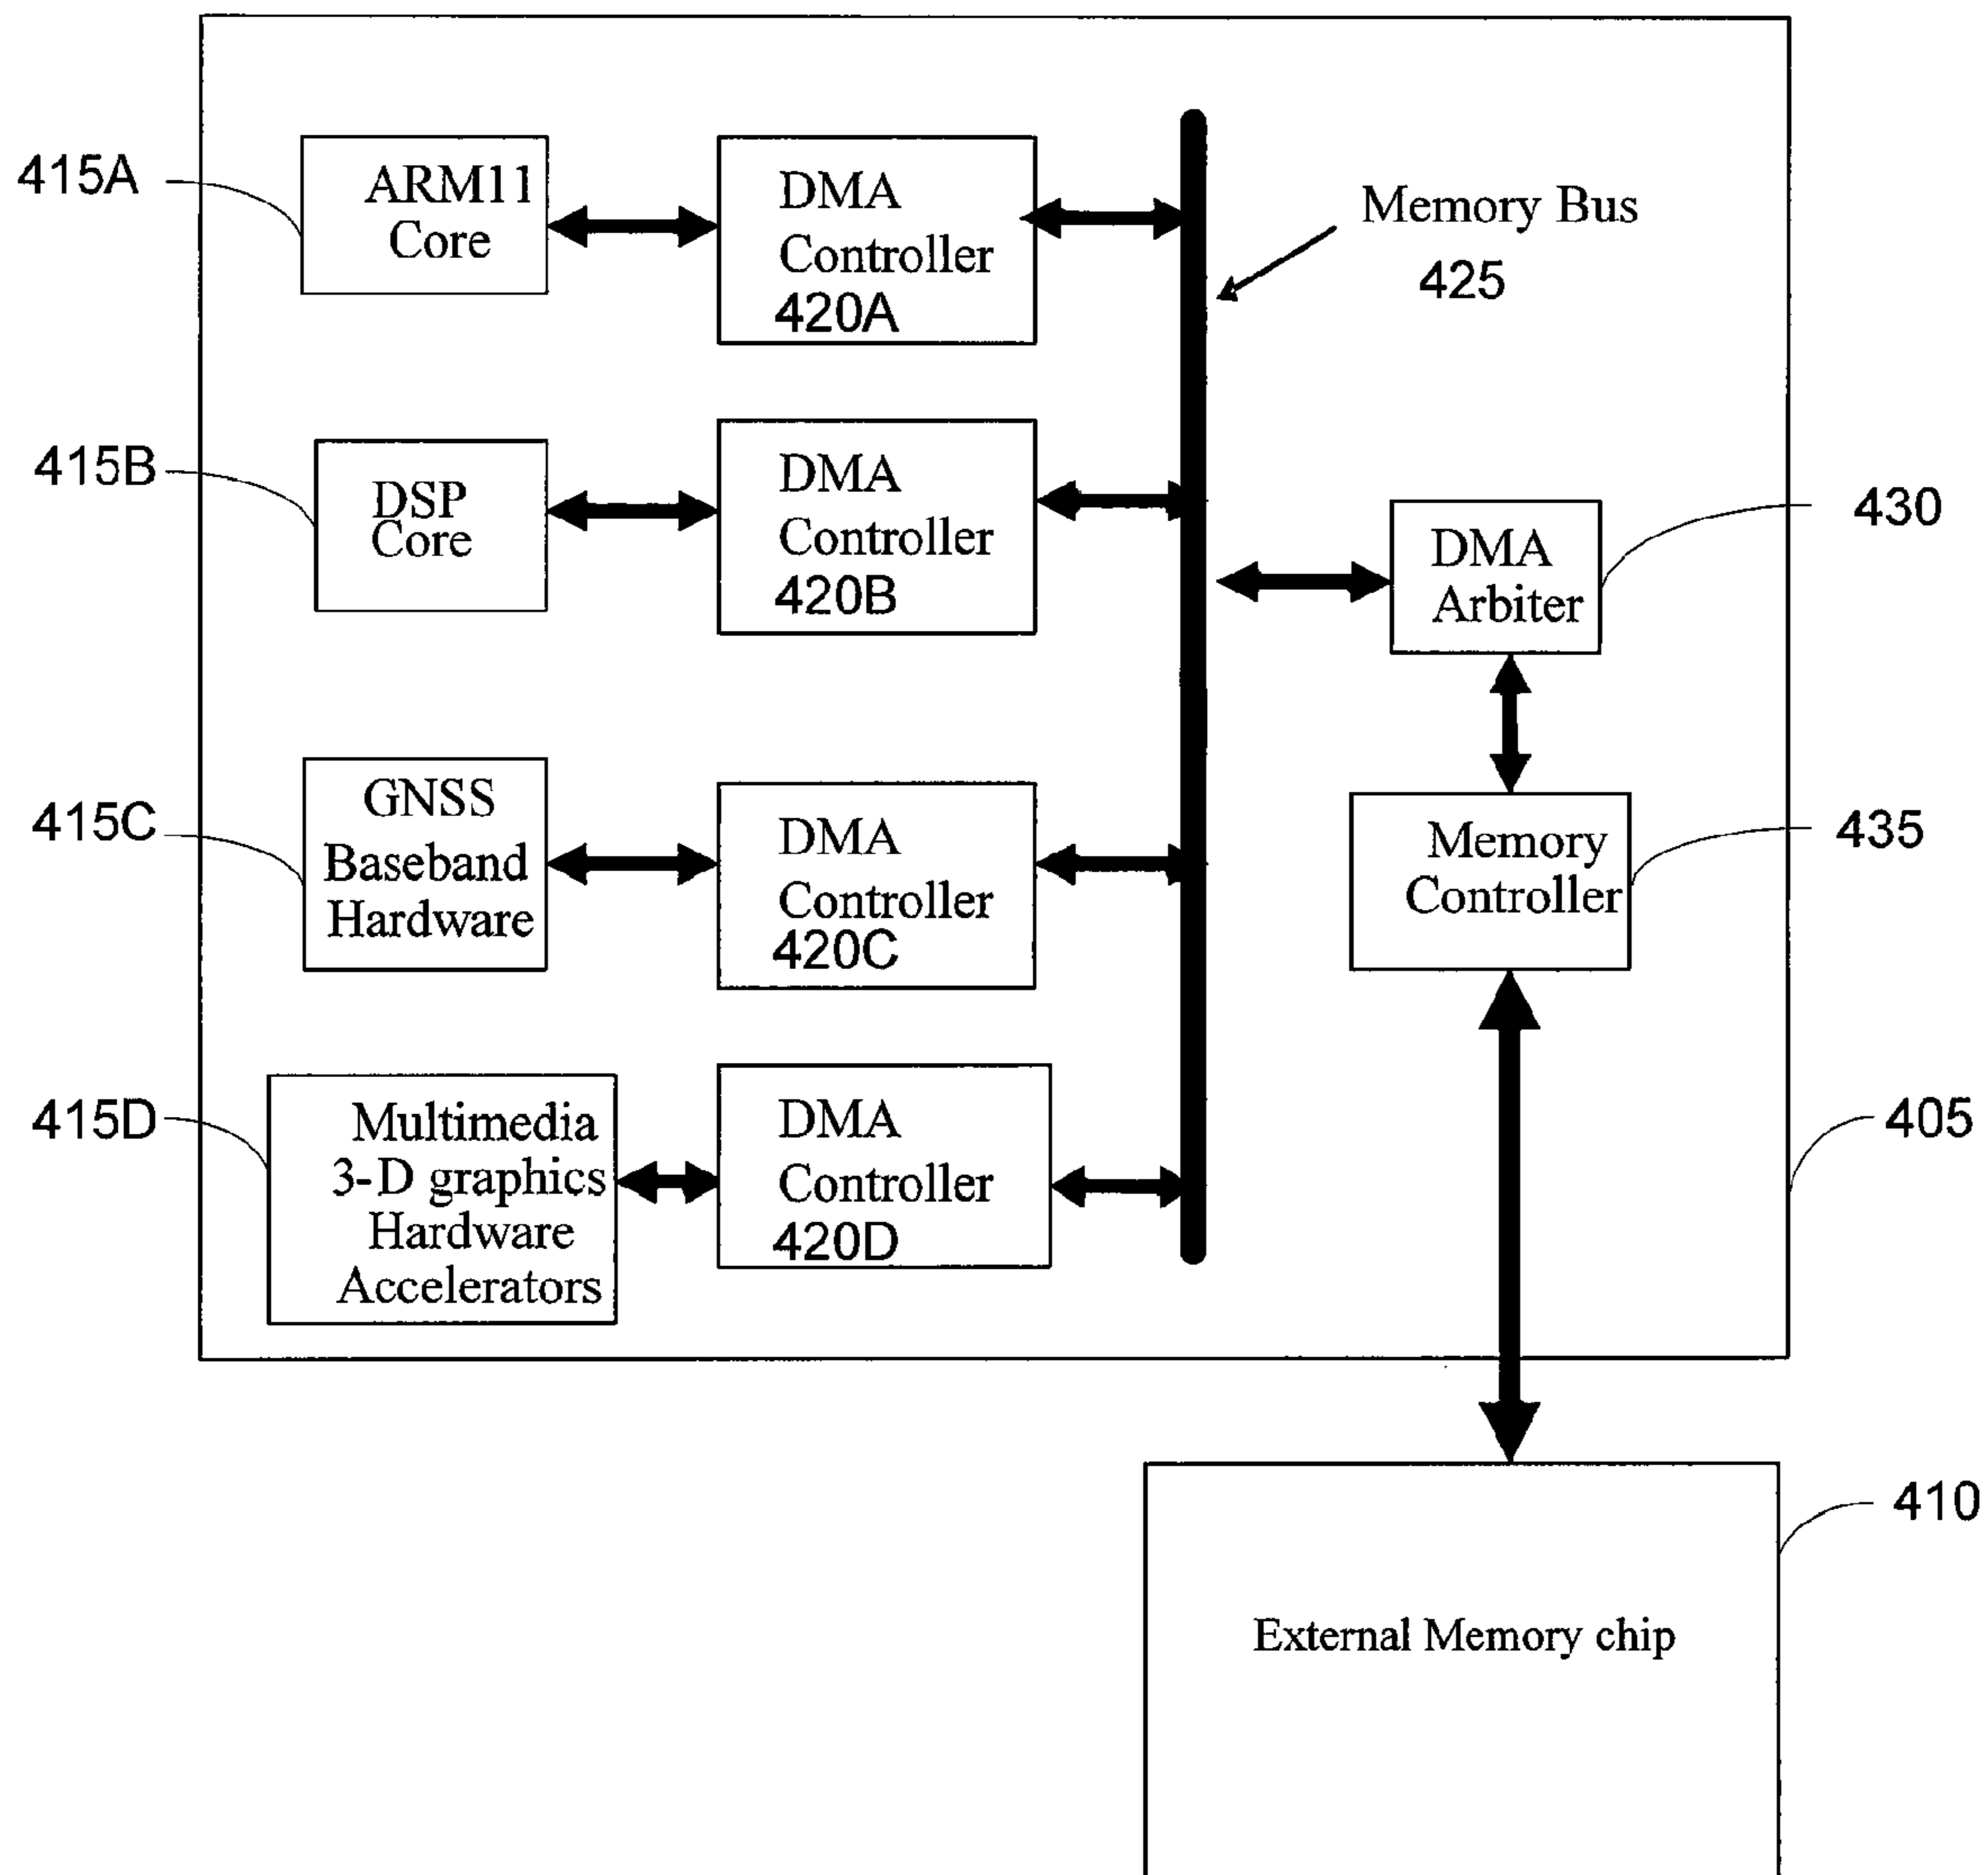 415A
ARM11
Core
DMA
Controller
420A
Memory Bus
425
415B
DSP
Core
DMA
Controller
420B
DMA
Arbiter
430
415C
GNSS
Baseband
Hardware
DMA
Controller
420C
Memory
Controller
435
415D
Multimedia
3-D graphics
Hardware
Accelerators
DMA
Controller
420D
405
410
External Memory chip